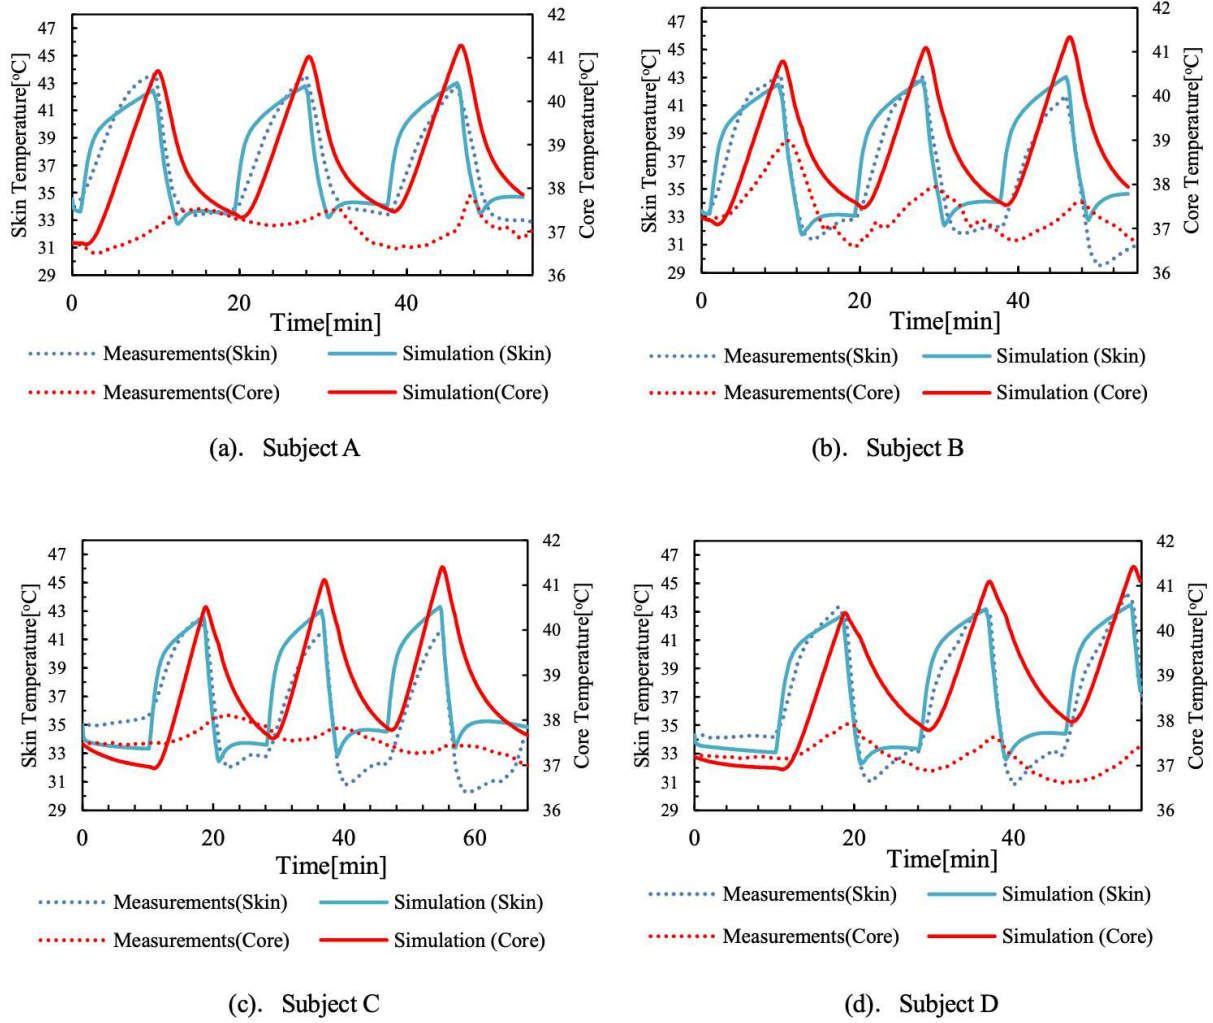 47
45
43
41
39
37
35
33
31
29
Skin Temperature[°C]
42
41
40
39
38
37
36
Core Temperature[°C]
0 20 40
Time[min]
Measurements(Skin) Simulation (Skin)
Measurements(Core) Simulation(Core)
(a). Subject A
47
45
43
41
39
37
35
33
31
29
Skin Temperature[°C]
42
41
40
39
38
37
36
Core Temperature[°C]
0 20 40
Time[min]
Measurements(Skin) Simulation (Skin)
Measurements(Core) Simulation (Core)
(b). Subject B
47
45
43
41
39
37
35
33
31
29
Skin Temperature[°C]
42
41
40
39
38
37
36
Core Temperature[°C]
0 20 40 60
Time[min]
Measurements(Skin) Simulation (Skin)
Measurements(Core) Simulation (Core)
(c). Subject C
47
45
43
41
39
37
35
33
31
29
Skin Temperature[°C]
42
41
40
39
38
37
36
Core Temperature[°C]
0 20 40
Time[min]
Measurements(Skin) Simulation (Skin)
Measurements(Core) Simulation (Core)
(d). Subject D